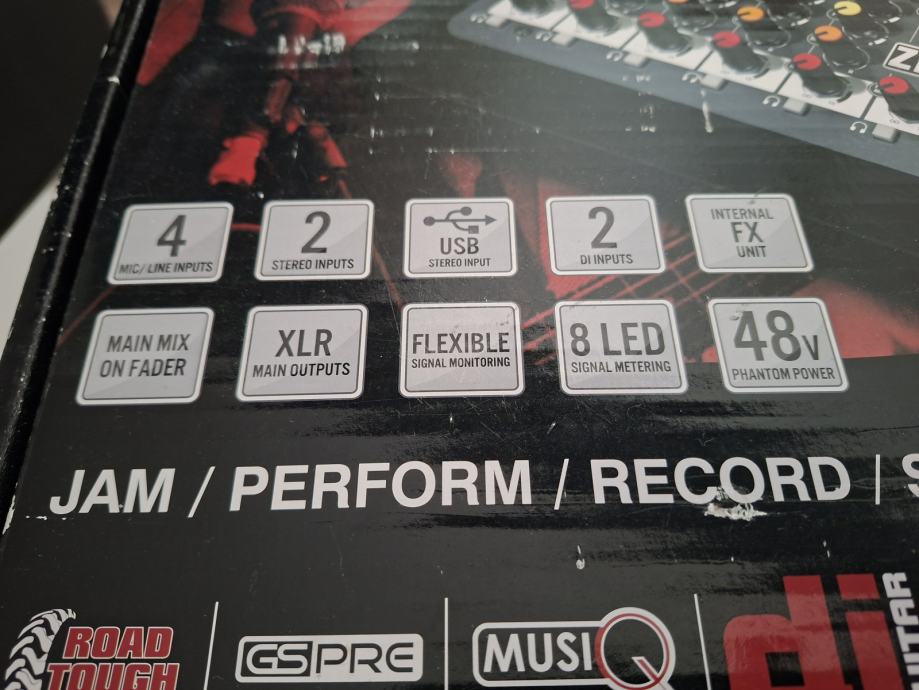 4
MIC/LINE INPUTS
2
STEREO INPUTS
USB
STEREO INPUT
2
DI INPUTS
INTERNAL
FX
UNIT
MAIN MIX
ON FADER
XLR
MAIN OUTPUTS
FLEXIBLE
SIGNAL MONITORING
8 LED
SIGNAL METERING
48V
PHANTOM POWER
JAM / PERFORM / RECORD | S
ROAD
TOUGH
GSPRE
MUSIQ
di